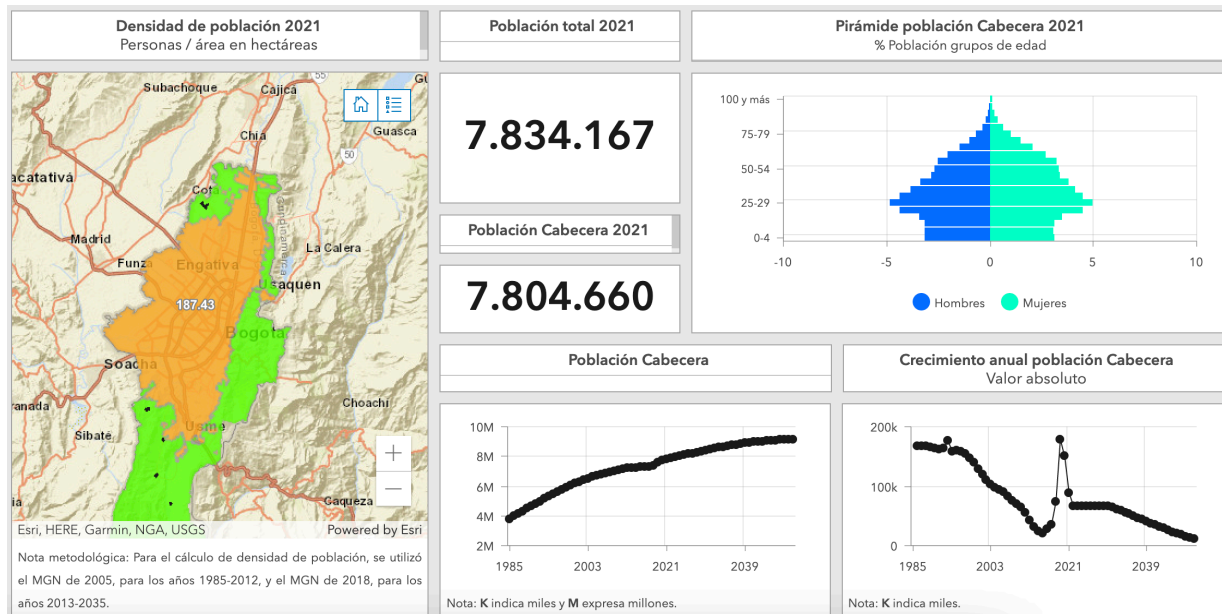 Densidad de población 2021
Personas / área en hectáreas
Población total 2021
Pirámide población Cabecera 2021
% Población grupos de edad
55
Subachoque
Cajicá
Chía
Guasca
50
acatativá
Cota
Madrid
Funza
Engativa
La Calera
Cundinamarca
Usaquén
187.43
Bogotá
Soacha
Choachí
ranada
Sibaté
Usme
Caqueza
ia
+
−
Esri, HERE, Garmin, NGA, USGS
Powered by Esri
Nota metodológica: Para el cálculo de densidad de población, se utilizó
el MGN de 2005, para los años 1985-2012, y el MGN de 2018, para los
años 2013-2035.
7.834.167
Población Cabecera 2021
7.804.660
100 y más
75-79
50-54
25-29
0-4
-10
-5
0
5
10
Hombres
Mujeres
Población Cabecera
10M
8M
6M
4M
2M
1985
2003
2021
2039
Nota: K indica miles y M expresa millones.
Crecimiento anual población Cabecera
Valor absoluto
200k
100k
0
1985
2003
2021
2039
Nota: K indica miles.